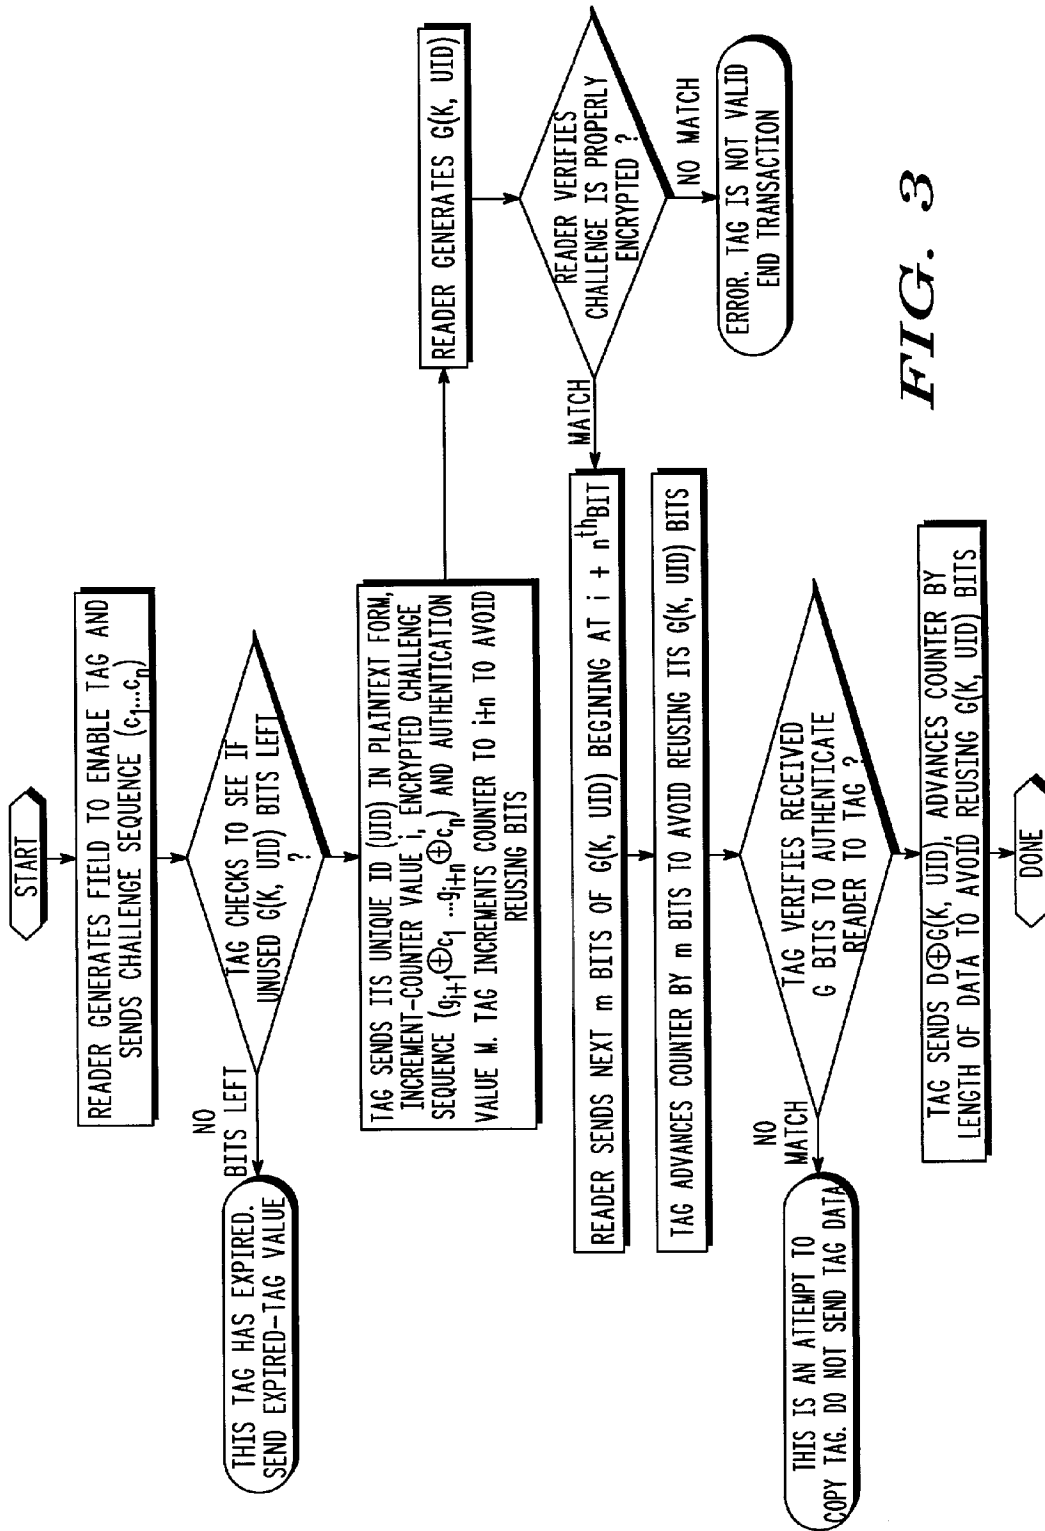 START
READER GENERATES FIELD TO ENABLE TAG AND
SENDS CHALLENGE SEQUENCE (c₁...cₙ)
TAG CHECKS TO SEE IF
UNUSED G(K, UID) BITS LEFT
?
NO
BITS LEFT
THIS TAG HAS EXPIRED.
SEND EXPIRED-TAG VALUE
TAG SENDS ITS UNIQUE ID (UID) IN PLAINTEXT FORM,
INCREMENT-COUNTER VALUE i, ENCRYPTED CHALLENGE
SEQUENCE (gᵢ₊₁⊕c₁ ...gᵢ₊ₙ⊕cₙ) AND AUTHENTICATION
VALUE M. TAG INCREMENTS COUNTER TO i+n TO AVOID
REUSING BITS
READER GENERATES G(K, UID)
READER VERIFIES
CHALLENGE IS PROPERLY
ENCRYPTED ?
MATCH
NO MATCH
ERROR. TAG IS NOT VALID
END TRANSACTION
READER SENDS NEXT m BITS OF G(K, UID) BEGINING AT i + nᵗʰBIT
TAG ADVANCES COUNTER BY m BITS TO AVOID REUSING ITS G(K, UID) BITS
TAG VERIFIES RECEIVED
G BITS TO AUTHENTICATE
READER TO TAG ?
NO
MATCH
THIS IS AN ATTEMPT TO
COPY TAG. DO NOT SEND TAG DATA
TAG SENDS D⊕G(K, UID), ADVANCES COUNTER BY
LENGTH OF DATA TO AVOID REUSING G(K, UID) BITS
DONE
FIG. 3